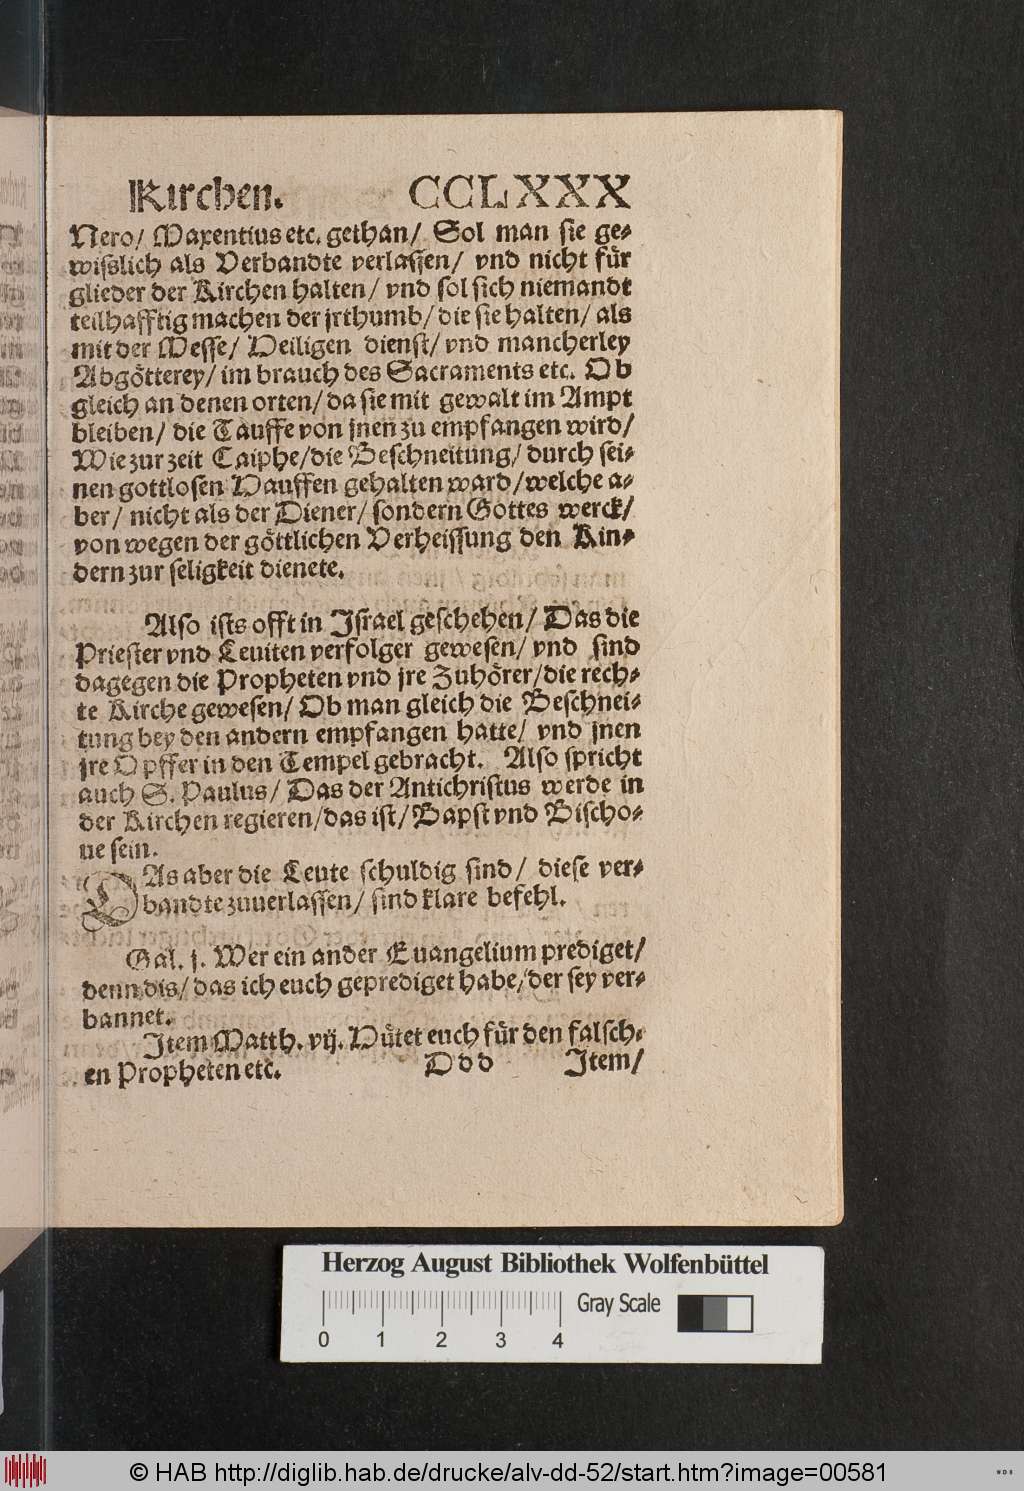 Kirchen. CCLXXX
Nero/ Maxentius etc. gethan/ Sol man sie ge-
wisslich als Verbandte verlassen/ vnd nicht für
glieder der Kirchen halten/ vnd sol sich niemandt
teilhafftig machen der jrthumb/ die sie halten/ als
mit der Messe/ Heiligen dienst/ vnd mancherley
Abgötterey/ im brauch des Sacraments etc. Ob
gleich an denen orten/ da sie mit gewalt im Ampt
bleiben/ die Tauffe von jnen zu empfangen wird/
Wie zur zeit Caiphe/ die Beschneitung/ durch sei-
nen gottlosen Hauffen gehalten ward/ welche a-
ber/ nicht als der Diener/ sondern Gottes werck/
von wegen der göttlichen Verheissung den Kin-
dern zur seligkeit dienete.
Also ists offt in Israel geschehen/ Das die
Priester vnd Leuiten verfolger gewesen/ vnd sind
dagegen die Propheten vnd jre Zuhörer/ die rech-
te Kirche gewesen/ Ob man gleich die Beschnei-
tung bey den andern empfangen hatte/ vnd jnen
jre Opffer in den Tempel gebracht. Also spricht
auch S. Paulus/ Das der Antichristus werde in
der Kirchen regieren/ das ist/ Bapst vnd Bischo-
ue sein.
DAs aber die Leute schuldig sind/ diese ver-
bandte zuuerlassen/ sind klare befehl.
Gal. j. Wer ein ander Euangelium prediget/
denn dis/ das ich euch geprediget habe/ der sey ver-
bannet.
Item Matth. vij. Hütet euch für den falsch-
en Propheten etc. Ddd Item/
Herzog August Bibliothek Wolfenbüttel
Gray Scale
0 1 2 3 4
© HAB http://diglib.hab.de/drucke/alv-dd-52/start.htm?image=00581